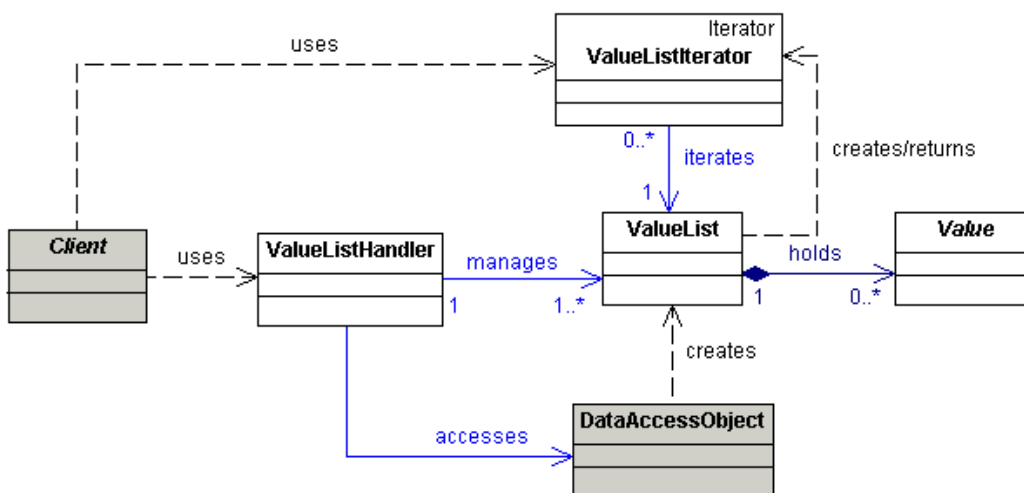 Iterator
ValueListIterator
uses
creates/returns
0..*
iterates
1
Client
uses
ValueListHandler
manages
1
1..*
ValueList
holds
1
0..*
Value
creates
accesses
DataAccessObject